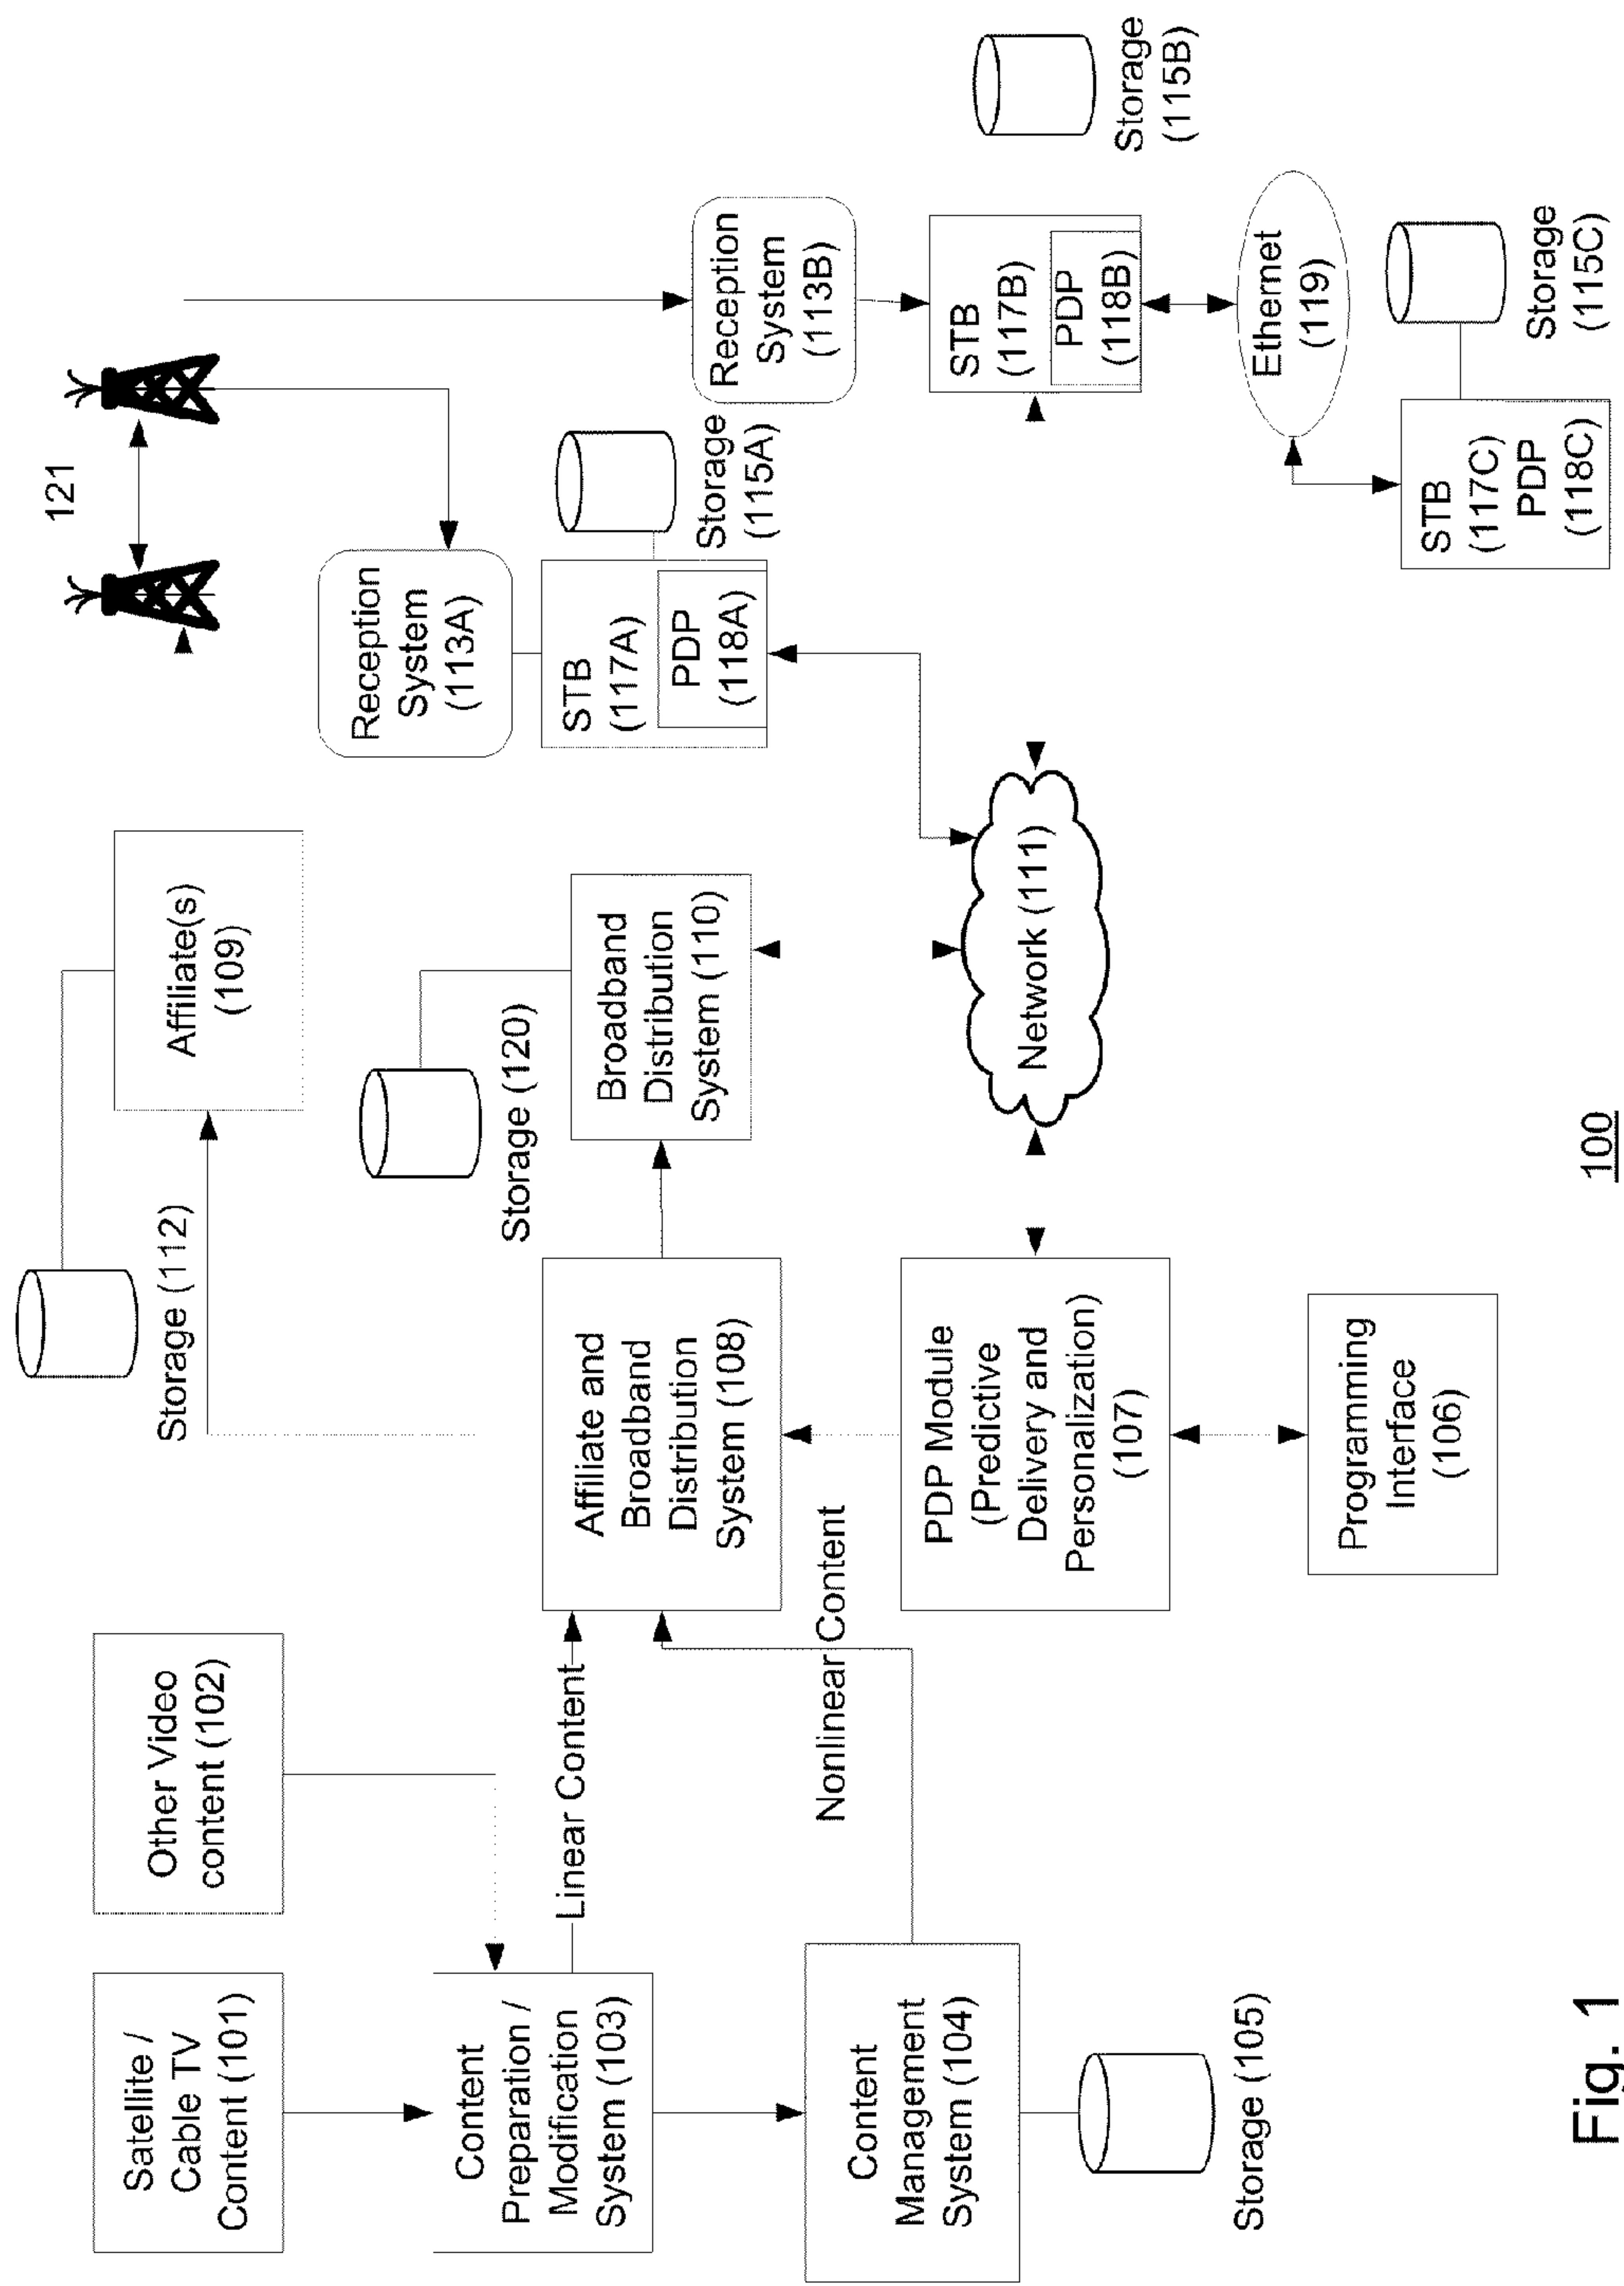 Satellite /
Cable TV
Content (101)
Other Video
content (102)
Content
Preparation /
Modification
System (103)
Linear Content
Content
Management
System (104)
Nonlinear Content
Storage (105)
Storage (112)
Affiliate(s)
(109)
Storage (120)
Affiliate and
Broadband
Distribution
System (108)
Broadband
Distribution
System (110)
PDP Module
(Predictive
Delivery and
Personalization)
(107)
Programming
Interface
(106)
Network (111)
121
Reception
System
(113A)
STB
(117A)
PDP
(118A)
Storage
(115A)
Reception
System
(113B)
STB
(117B)
PDP
(118B)
Storage
(115B)
Ethernet
(119)
STB
(117C)
PDP
(118C)
Storage
(115C)
100
Fig. 1